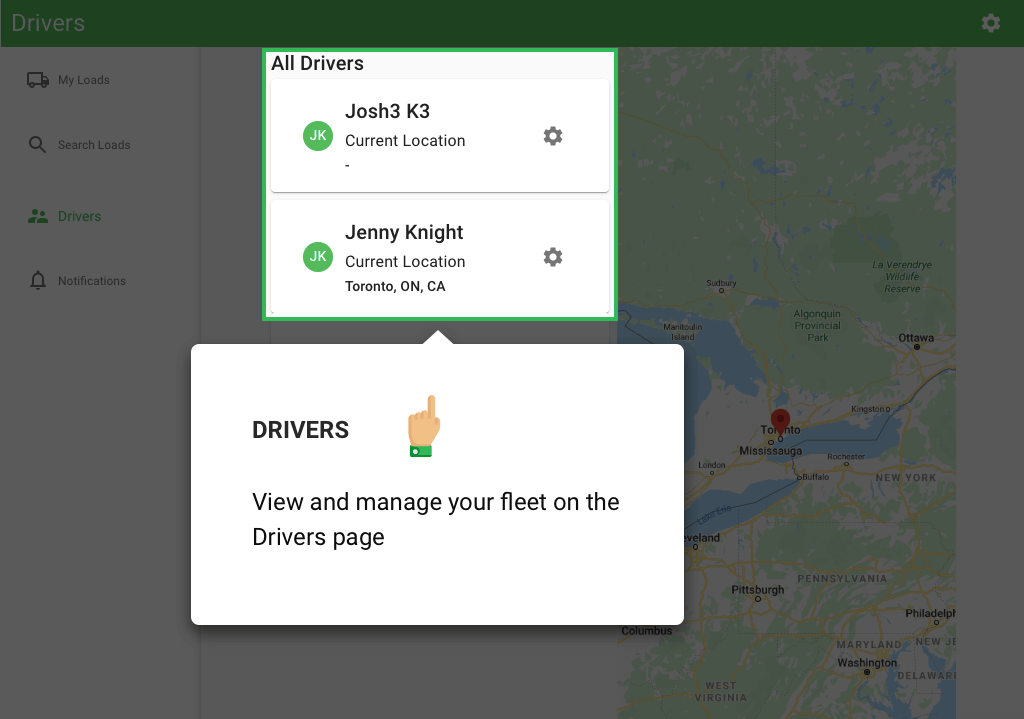 Drivers
My Loads
Search Loads
Drivers
Notifications
All Drivers
JK
Josh3 K3
Current Location
-
JK
Jenny Knight
Current Location
Toronto, ON, CA
DRIVERS
View and manage your fleet on the
Drivers page
La Verendrye
Wildlife
Reserve
Sudbury
Manitoulin
Island
Algonquin
Provincial
Park
Ottawa
Kingston
Toronto
Mississauga
London
Rochester
Buffalo
NEW YORK
Lake Erie
eveland
PENNSYLVANIA
Pittsburgh
Philadelph
Columbus
MARYLAND
NEW JE
Washington
DELAWARE
WEST
VIRGINIA